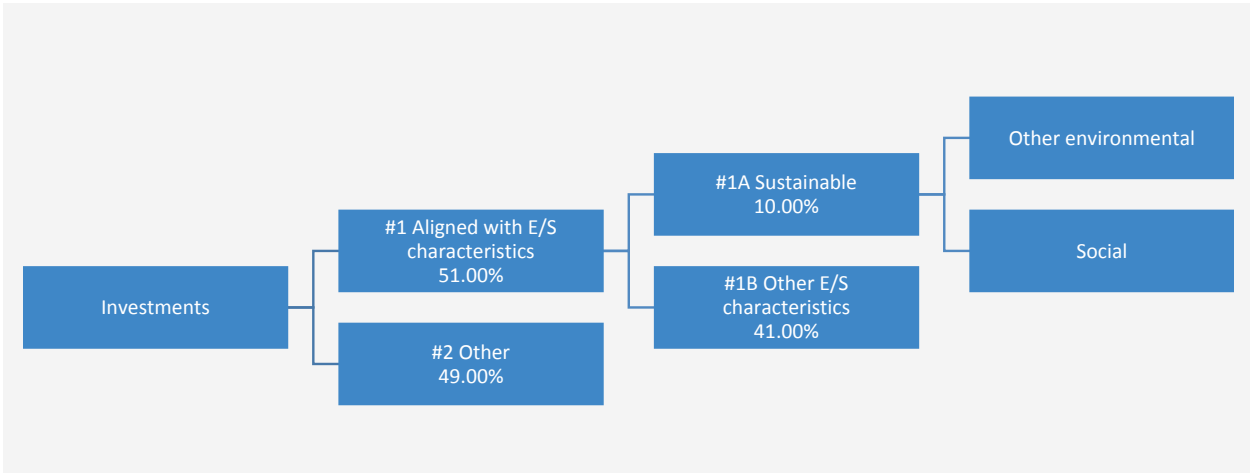 Investments
#1 Aligned with E/S
characteristics
51.00%
#2 Other
49.00%
#1A Sustainable
10.00%
#1B Other E/S
characteristics
41.00%
Other environmental
Social